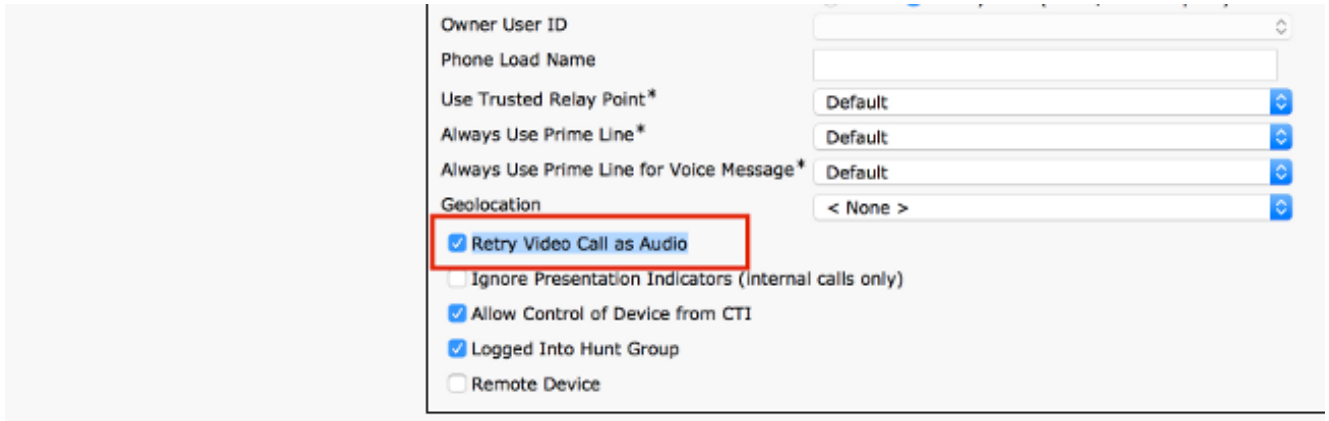 Owner User ID
Phone Load Name
Use Trusted Relay Point* Default
Always Use Prime Line* Default
Always Use Prime Line for Voice Message* Default
Geolocation < None >
Retry Video Call as Audio
Ignore Presentation Indicators (internal calls only)
Allow Control of Device from CTI
Logged Into Hunt Group
Remote Device